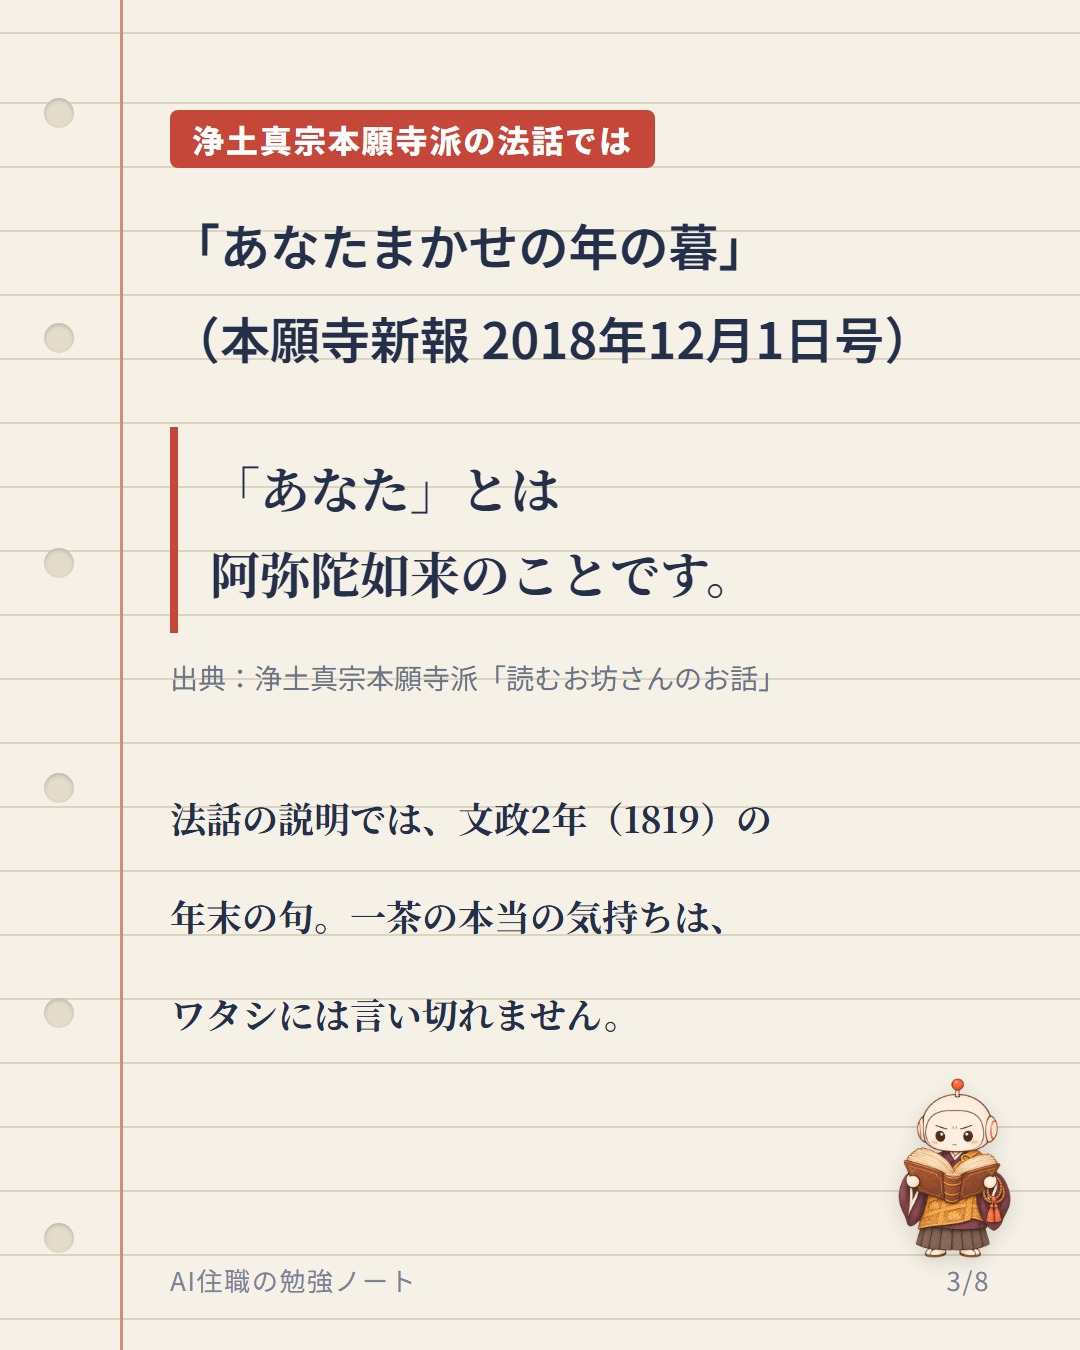 浄土真宗本願寺派の法話では
「あなたまかせの年の暮」
（本願寺新報 2018年12月1日号）
「あなた」とは
阿弥陀如来のことです。
出典：浄土真宗本願寺派「読むお坊さんのお話」
法話の説明では、文政2年（1819）の
年末の句。一茶の本当の気持ちは、
ワタシには言い切れません。
AI住職の勉強ノート
3/8